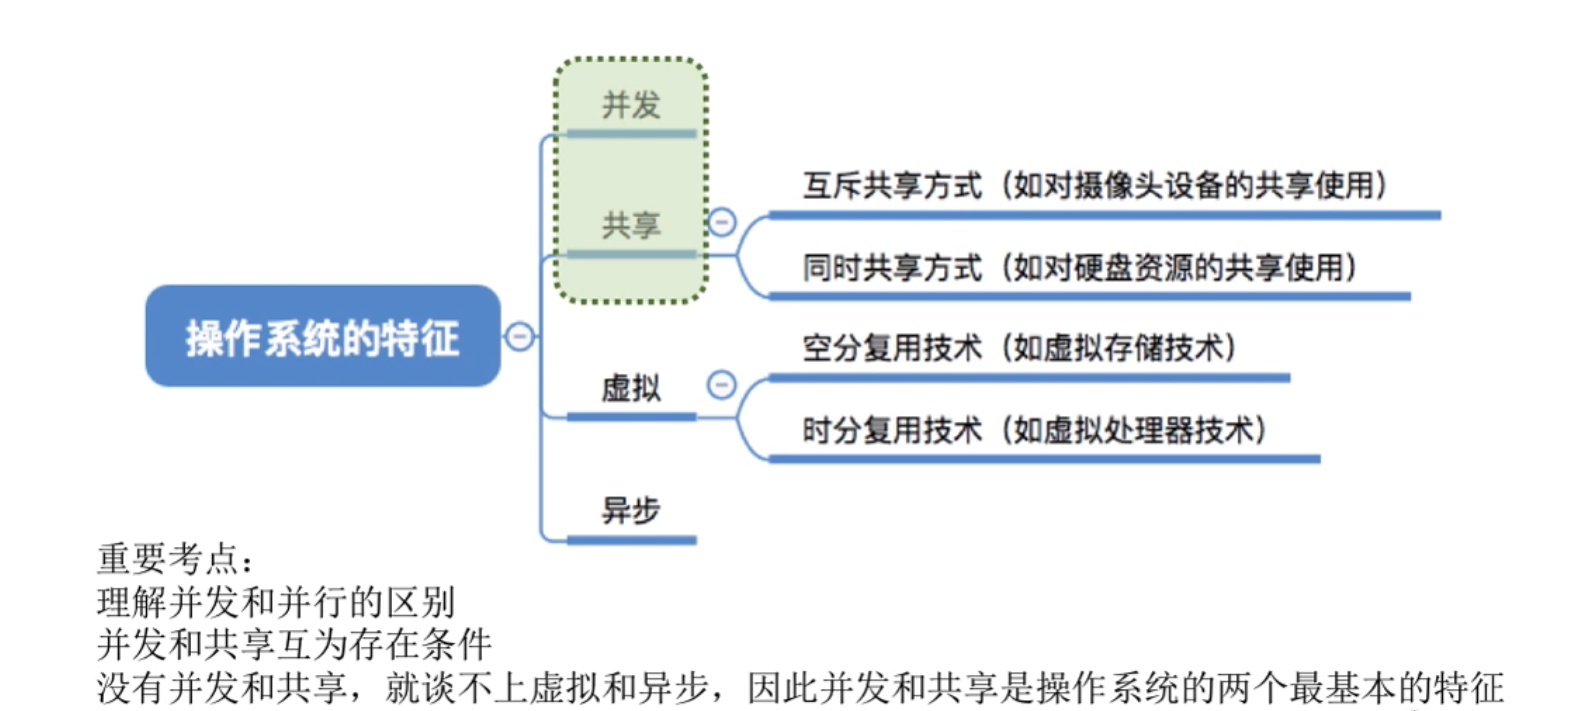 并发
共享
互斥共享方式（如对摄像头设备的共享使用）
同时共享方式（如对硬盘资源的共享使用）
操作系统的特征
虚拟
空分复用技术（如虚拟存储技术）
时分复用技术（如虚拟处理器技术）
异步
重要考点：
理解并发和并行的区别
并发和共享互为存在条件
没有并发和共享，就谈不上虚拟和异步，因此并发和共享是操作系统的两个最基本的特征